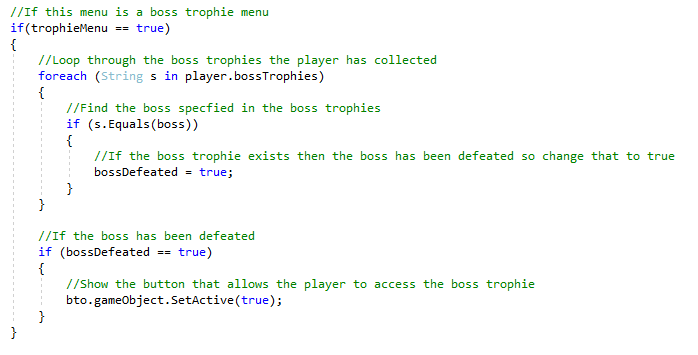 //If this menu is a boss trophie menu
if(trophieMenu == true)
{
//Loop through the boss trophies the player has collected
foreach (String s in player.bossTrophies)
{
//Find the boss specfied in the boss trophies
if (s.Equals(boss))
{
//If the boss trophie exists then the boss has been defeated so change that to true
bossDefeated = true;
}
}
//If the boss has been defeated
if (bossDefeated == true)
{
//Show the button that allows the player to access the boss trophie
bto.gameObject.SetActive(true);
}
}